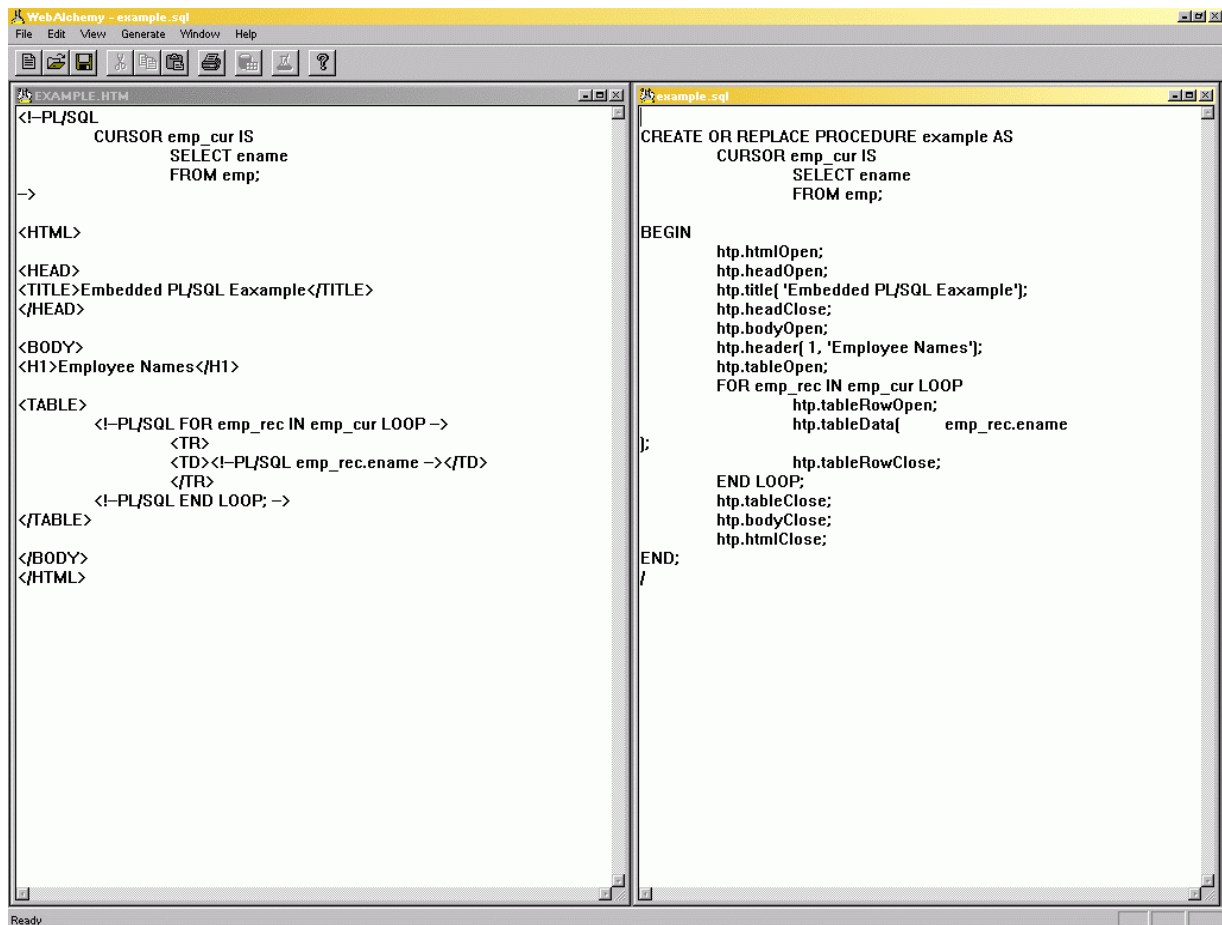 WebAlchemy - example.sql
File Edit View Generate Window Help
EXAMPLE.HTM
<!--PL/SQL
CURSOR emp_cur IS
SELECT ename
FROM emp;
-->
<HTML>
<HEAD>
<TITLE>Embedded PL/SQL Eaxample</TITLE>
</HEAD>
<BODY>
<H1>Employee Names</H1>
<TABLE>
<!--PL/SQL FOR emp_rec IN emp_cur LOOP -->
<TR>
<TD><!--PL/SQL emp_rec.ename --></TD>
</TR>
<!--PL/SQL END LOOP; -->
</TABLE>
</BODY>
</HTML>
example.sql
CREATE OR REPLACE PROCEDURE example AS
CURSOR emp_cur IS
SELECT ename
FROM emp;
BEGIN
htp.htmlOpen;
htp.headOpen;
htp.title( 'Embedded PL/SQL Eaxample');
htp.headClose;
htp.bodyOpen;
htp.header( 1, 'Employee Names');
htp.tableOpen;
FOR emp_rec IN emp_cur LOOP
htp.tableRowOpen;
htp.tableData( emp_rec.ename
);
htp.tableRowClose;
END LOOP;
htp.tableClose;
htp.bodyClose;
htp.htmlClose;
END;
/
Ready